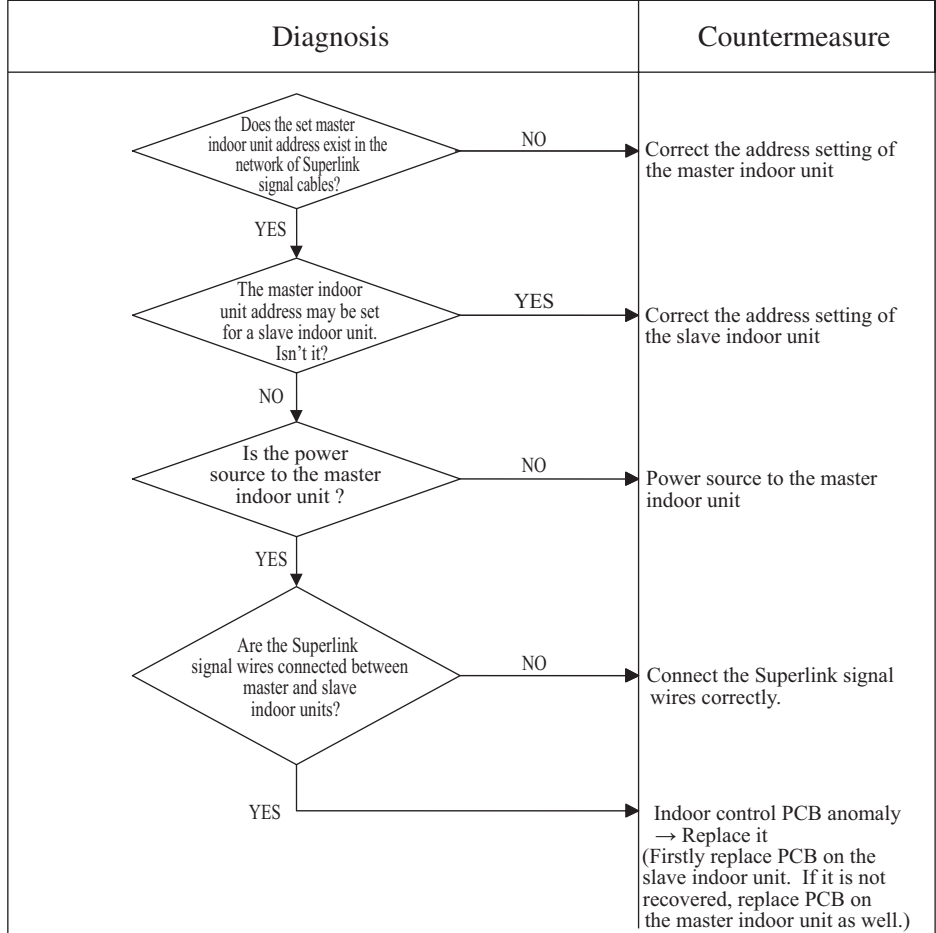 Diagnosis
Countermeasure
Does the set master
indoor unit address exist in the
network of Superlink
signal cables?
NO
Correct the address setting of
the master indoor unit
YES
The master indoor
unit address may be set
for a slave indoor unit.
Isn't it?
YES
Correct the address setting of
the slave indoor unit
NO
Is the power
source to the master
indoor unit ?
NO
Power source to the master
indoor unit
YES
Are the Superlink
signal wires connected between
master and slave
indoor units?
NO
Connect the Superlink signal
wires correctly.
YES
Indoor control PCB anomaly
→ Replace it
(Firstly replace PCB on the
slave indoor unit. If it is not
recovered, replace PCB on
the master indoor unit as well.)